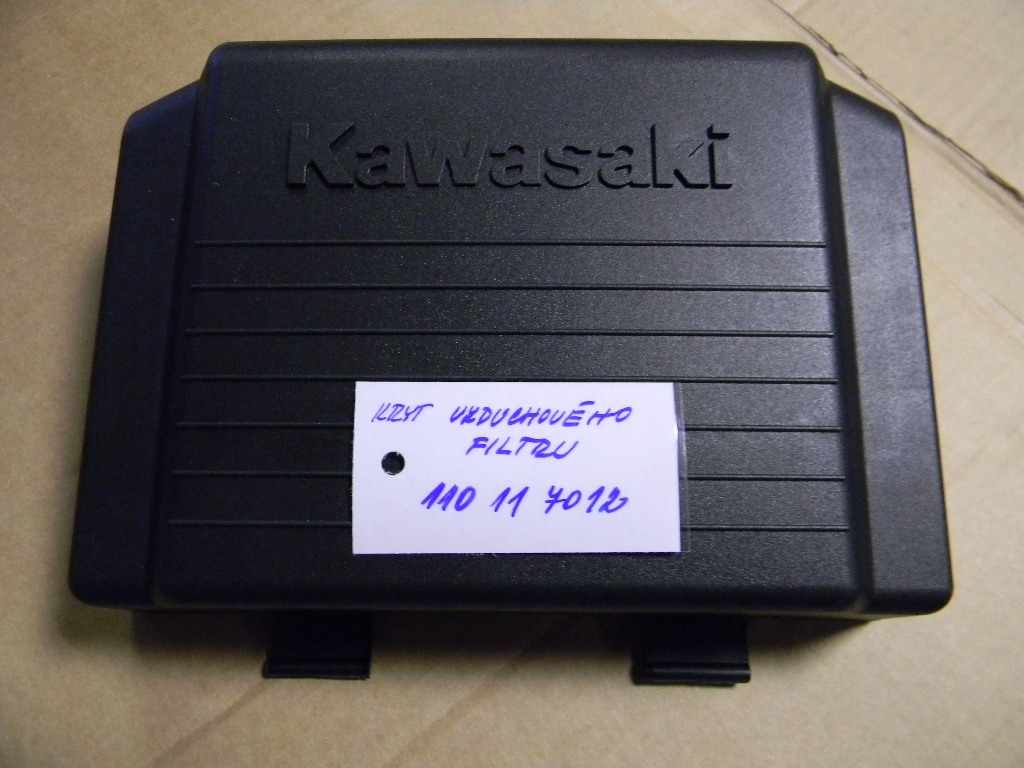 Kawasaki
KRYT VZDUCHOVÉHO
FILTRU
110 11 7012